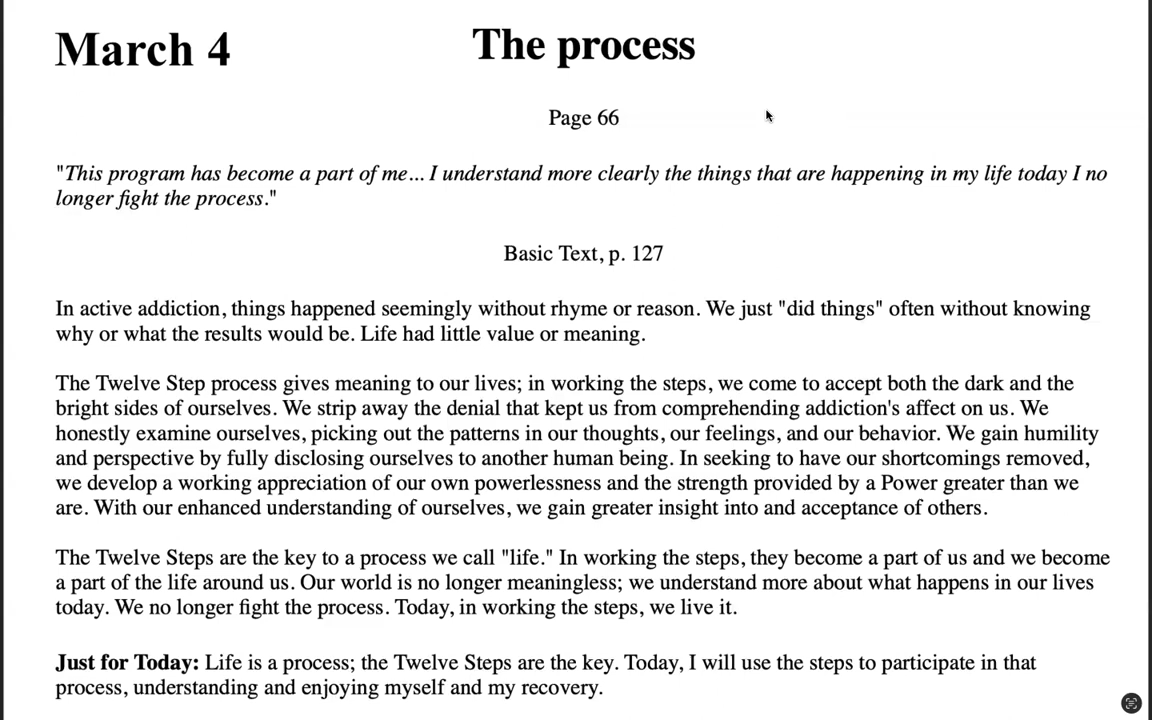 March 4
The process
Page 66
"This program has become a part of me... I understand more clearly the things that are happening in my life today I no
longer fight the process."
Basic Text, p. 127
In active addiction, things happened seemingly without rhyme or reason. We just "did things" often without knowing
why or what the results would be. Life had little value or meaning.
The Twelve Step process gives meaning to our lives; in working the steps, we come to accept both the dark and the
bright sides of ourselves. We strip away the denial that kept us from comprehending addiction's affect on us. We
honestly examine ourselves, picking out the patterns in our thoughts, our feelings, and our behavior. We gain humility
and perspective by fully disclosing ourselves to another human being. In seeking to have our shortcomings removed,
we develop a working appreciation of our own powerlessness and the strength provided by a Power greater than we
are. With our enhanced understanding of ourselves, we gain greater insight into and acceptance of others.
The Twelve Steps are the key to a process we call "life." In working the steps, they become a part of us and we become
a part of the life around us. Our world is no longer meaningless; we understand more about what happens in our lives
today. We no longer fight the process. Today, in working the steps, we live it.
Just for Today: Life is a process; the Twelve Steps are the key. Today, I will use the steps to participate in that
process, understanding and enjoying myself and my recovery.